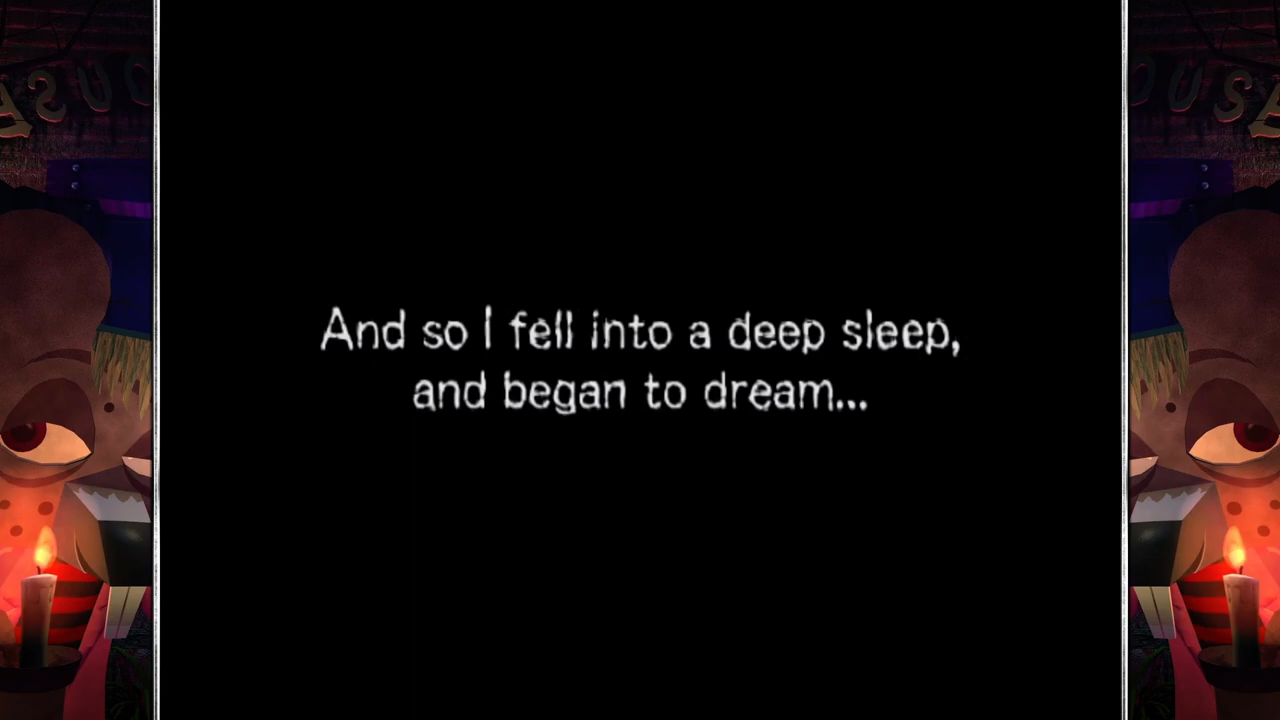 And so I fell into a deep sleep,
and began to dream...